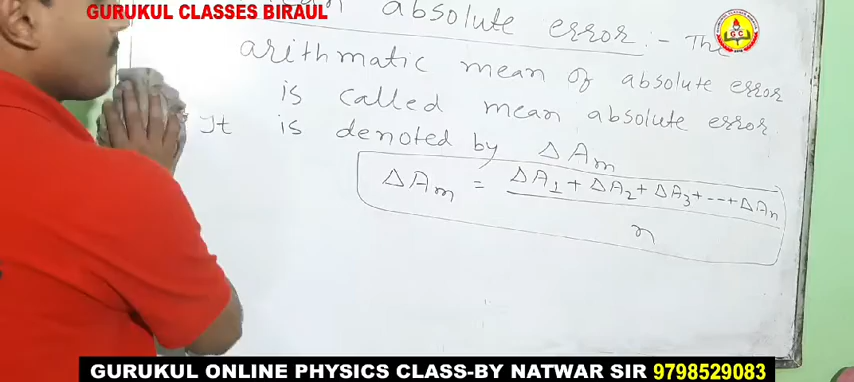 GURUKUL CLASSES BIRAUL
absolute error - The
arithmatic mean of absolute error
is called mean absolute error
It is denoted by ΔAm
ΔAm = ΔA1 + ΔA2 + ΔA3 + --- + ΔAn
n
GC
GURUKUL ONLINE PHYSICS CLASS-BY NATWAR SIR 9798529083